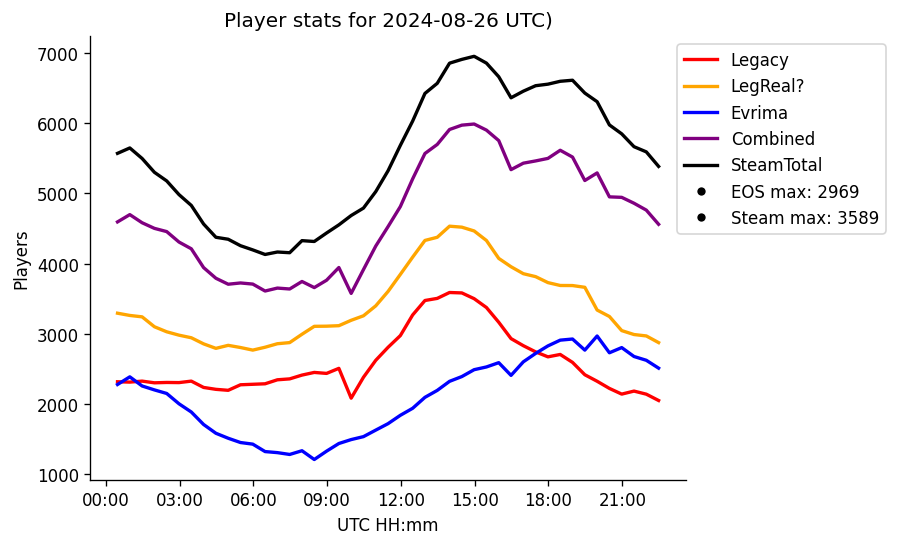 Player stats for 2024-08-26 UTC)
7000
6000
5000
4000
3000
2000
1000
Players
00:00 03:00 06:00 09:00 12:00 15:00 18:00 21:00
UTC HH:mm
Legacy
LegReal?
Evrima
Combined
SteamTotal
EOS max: 2969
Steam max: 3589